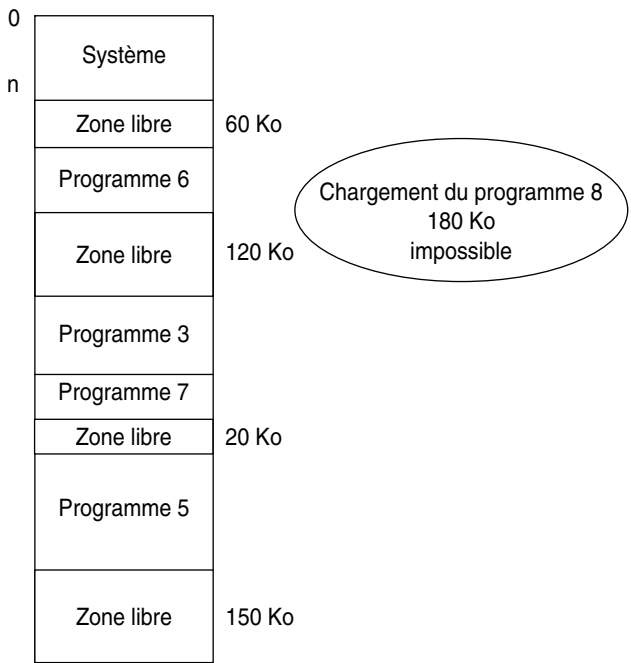 0
Système
n
Zone libre 60 Ko
Programme 6
Chargement du programme 8
180 Ko
impossible
Zone libre 120 Ko
Programme 3
Programme 7
Zone libre 20 Ko
Programme 5
Zone libre 150 Ko